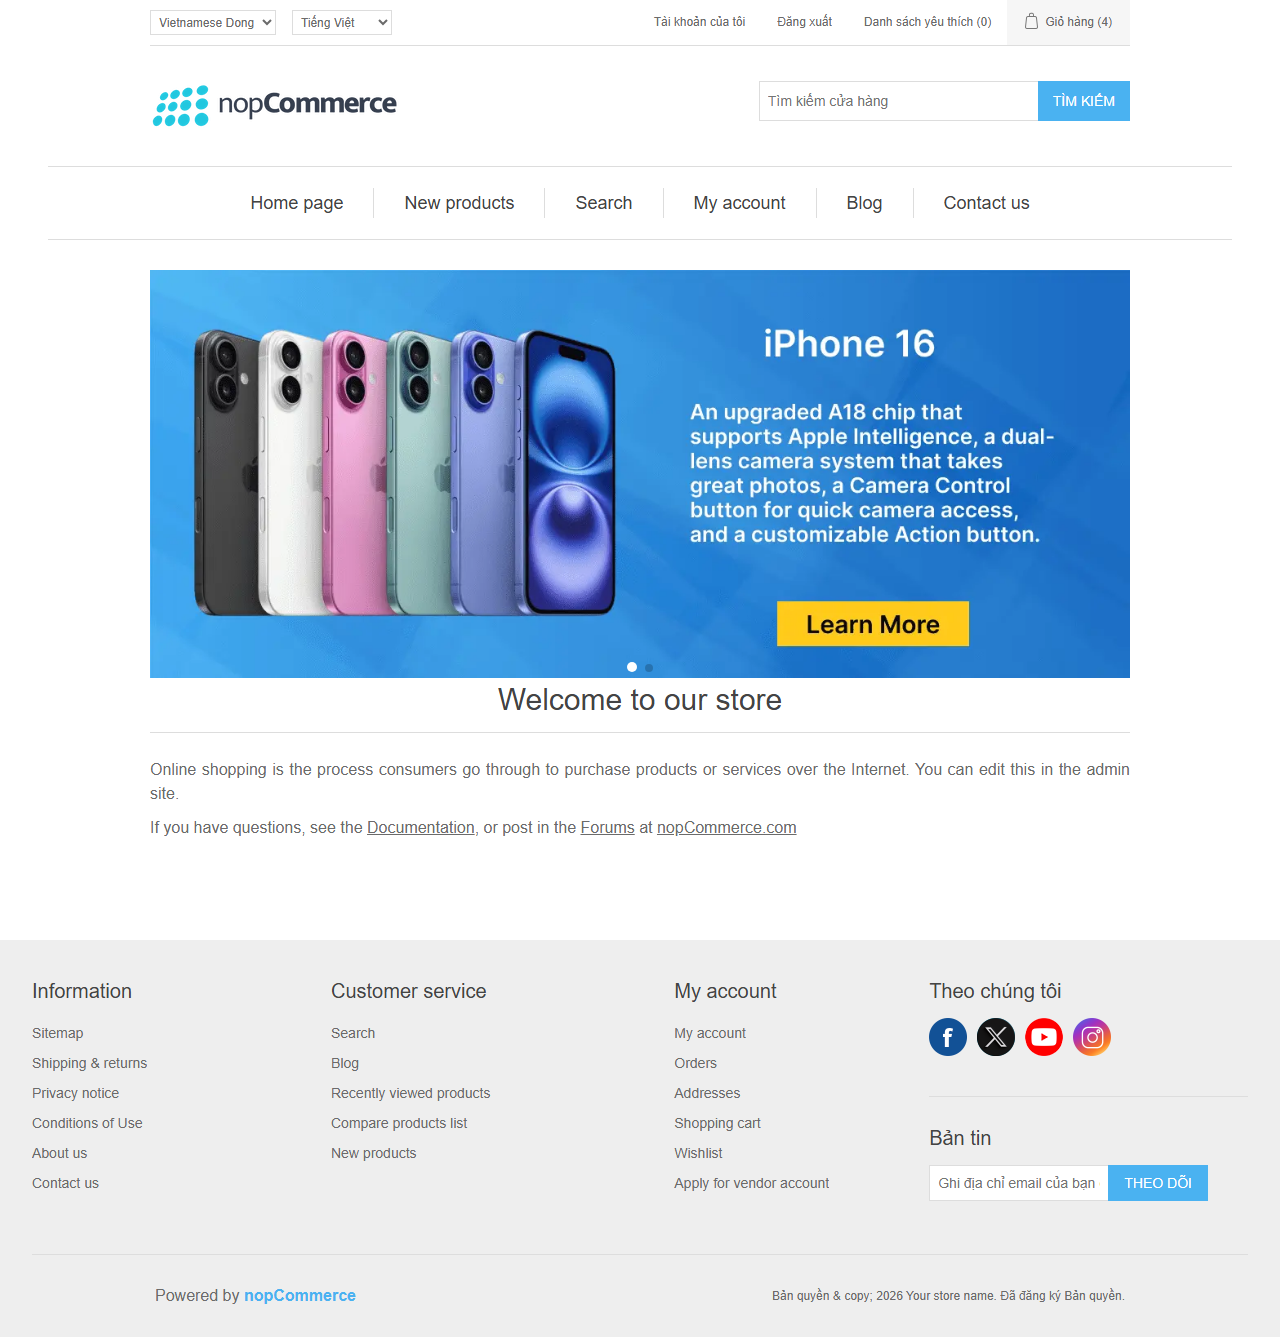 Vietnamese Dong
Tiếng Việt
Tài khoản của tôi
Đăng xuất
Danh sách yêu thích (0)
Giỏ hàng (4)
nopCommerce
Tìm kiếm cửa hàng
TÌM KIẾM
Home page
New products
Search
My account
Blog
Contact us
iPhone 16
An upgraded A18 chip that
supports Apple Intelligence, a dual-
lens camera system that takes
great photos, a Camera Control
button for quick camera access,
and a customizable Action button.
Learn More
Welcome to our store
Online shopping is the process consumers go through to purchase products or services over the Internet. You can edit this in the admin
site.
If you have questions, see the Documentation, or post in the Forums at nopCommerce.com
Information
Sitemap
Shipping & returns
Privacy notice
Conditions of Use
About us
Contact us
Customer service
Search
Blog
Recently viewed products
Compare products list
New products
My account
My account
Orders
Addresses
Shopping cart
Wishlist
Apply for vendor account
Theo chúng tôi
Bản tin
Ghi địa chỉ email của bạn
THEO DÕI
Powered by nopCommerce
Bản quyền & copy; 2026 Your store name. Đã đăng ký Bản quyền.